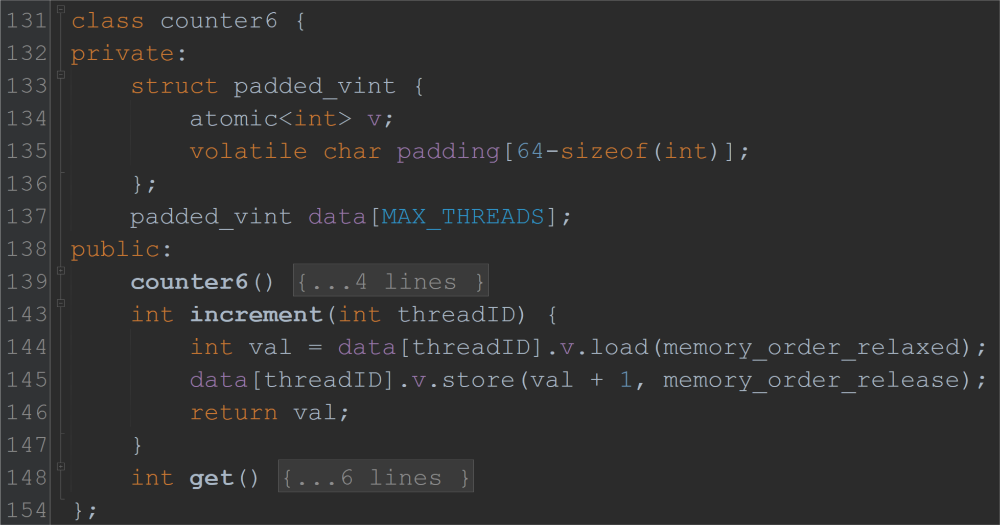 131 class counter6 {
132 private:
133     struct padded_vint {
134         atomic<int> v;
135         volatile char padding[64-sizeof(int)];
136     };
137     padded_vint data[MAX_THREADS];
138 public:
139     counter6() {...4 lines }
143     int increment(int threadID) {
144         int val = data[threadID].v.load(memory_order_relaxed);
145         data[threadID].v.store(val + 1, memory_order_release);
146         return val;
147     }
148     int get() {...6 lines }
154 };